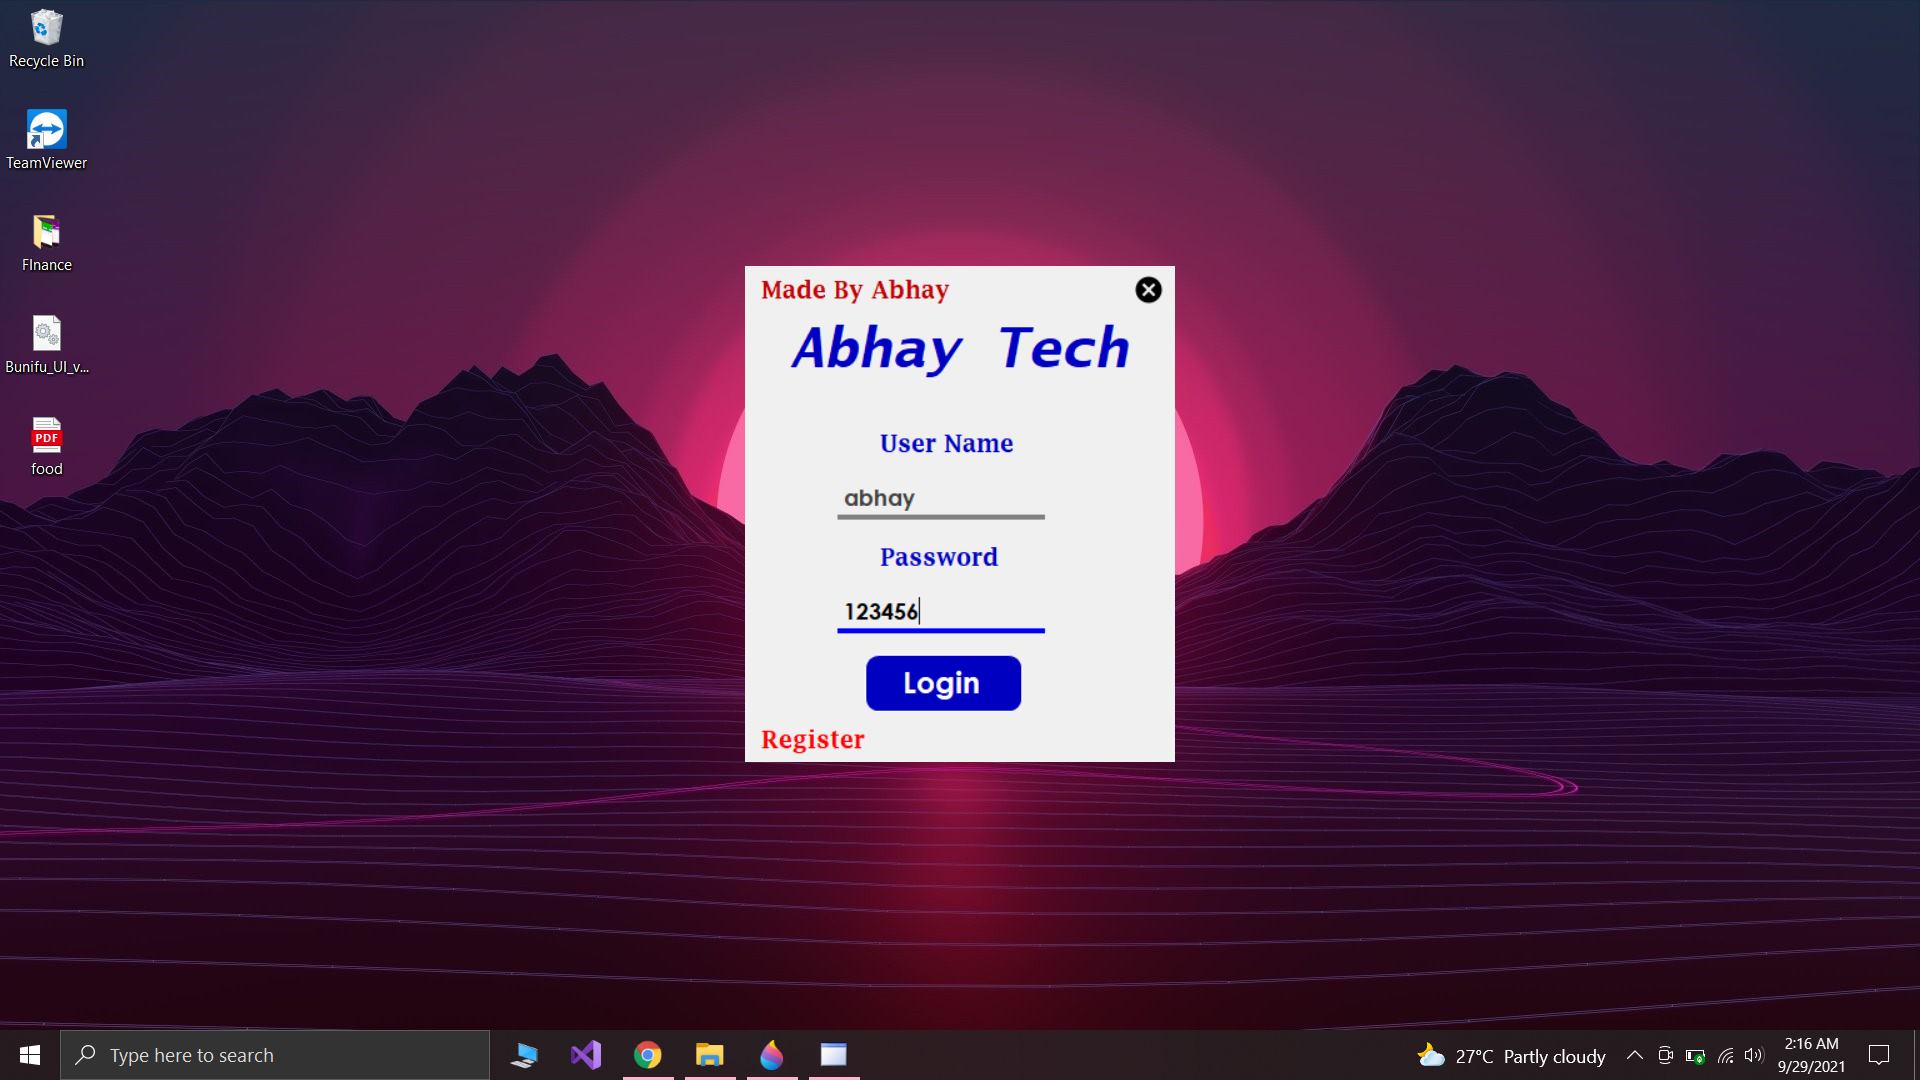 Recycle Bin
TeamViewer
FInance
Bunifu_UI_v...
PDF
food
Made By Abhay
Abhay Tech
User Name
abhay
Password
123456
Login
Register
Type here to search
27°C Partly cloudy
2:16 AM
9/29/2021